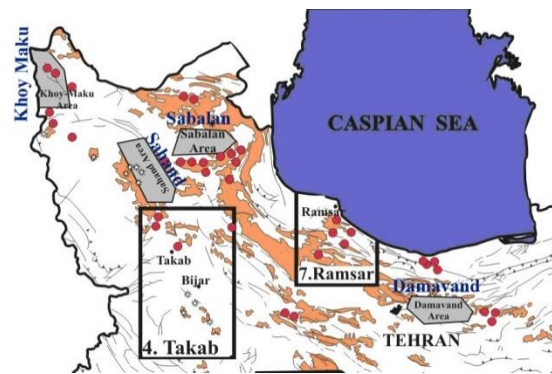 Khoy Maku
Khoy-Maku
Area
Sabalan
Sabalan
Area
Sahand
Sahand Area
CASPIAN SEA
Ramsar
7.Ramsar
Takab
Bijar
4. Takab
Damavand
Damavand
Area
TEHRAN